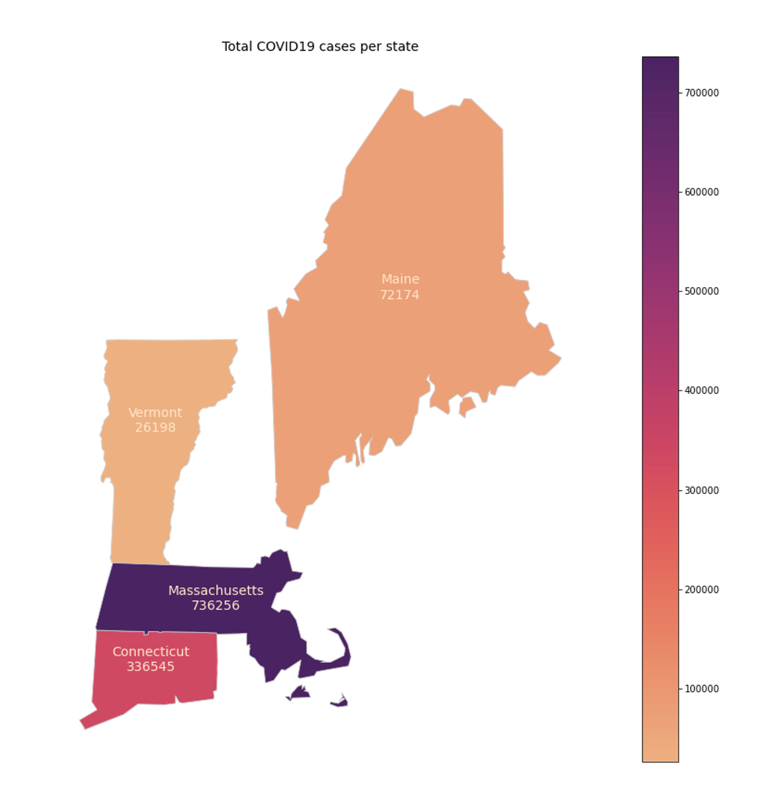 Total COVID19 cases per state
Maine
72174
Vermont
26198
Massachusetts
736256
Connecticut
336545
700000
600000
500000
400000
300000
200000
100000